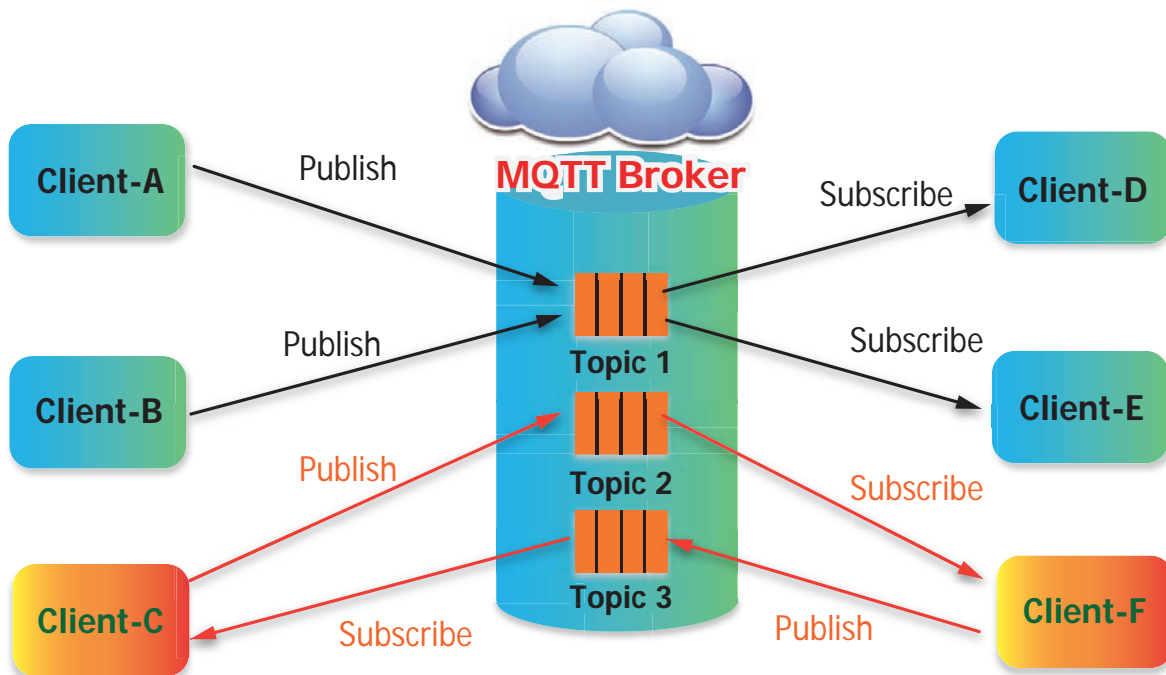 MQTT Broker
Client-A
Publish
Subscribe
Client-D
Publish
Topic 1
Subscribe
Client-B
Client-E
Publish
Topic 2
Subscribe
Client-C
Topic 3
Client-F
Subscribe
Publish